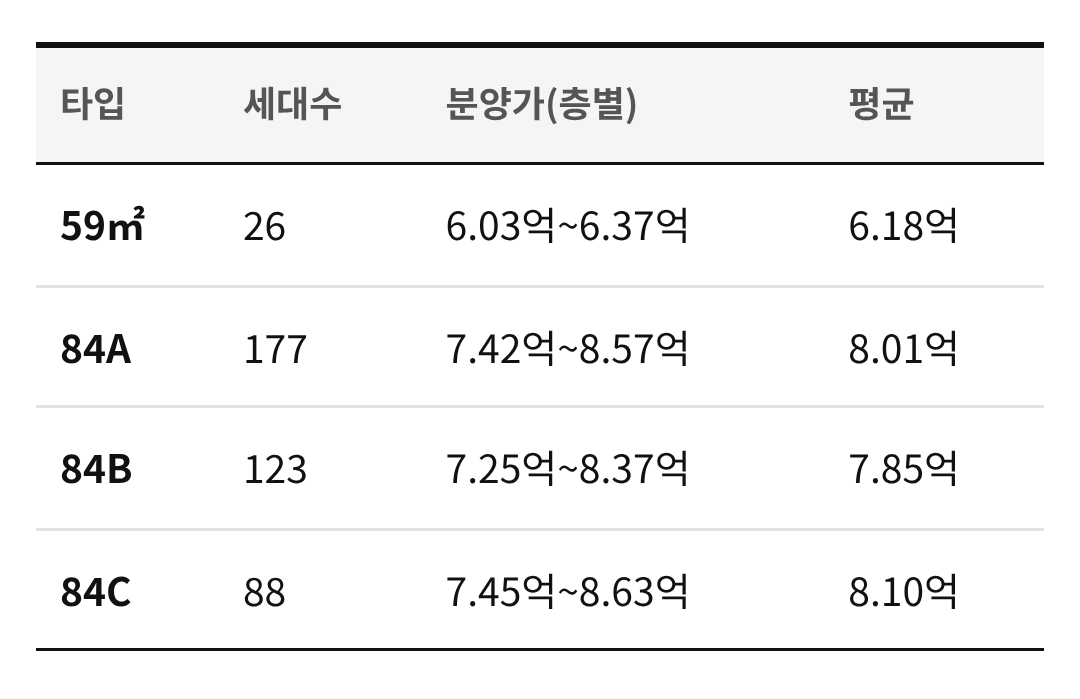 타입 세대수 분양가(층별) 평균
59㎡ 26 6.03억~6.37억 6.18억
84A 177 7.42억~8.57억 8.01억
84B 123 7.25억~8.37억 7.85억
84C 88 7.45억~8.63억 8.10억